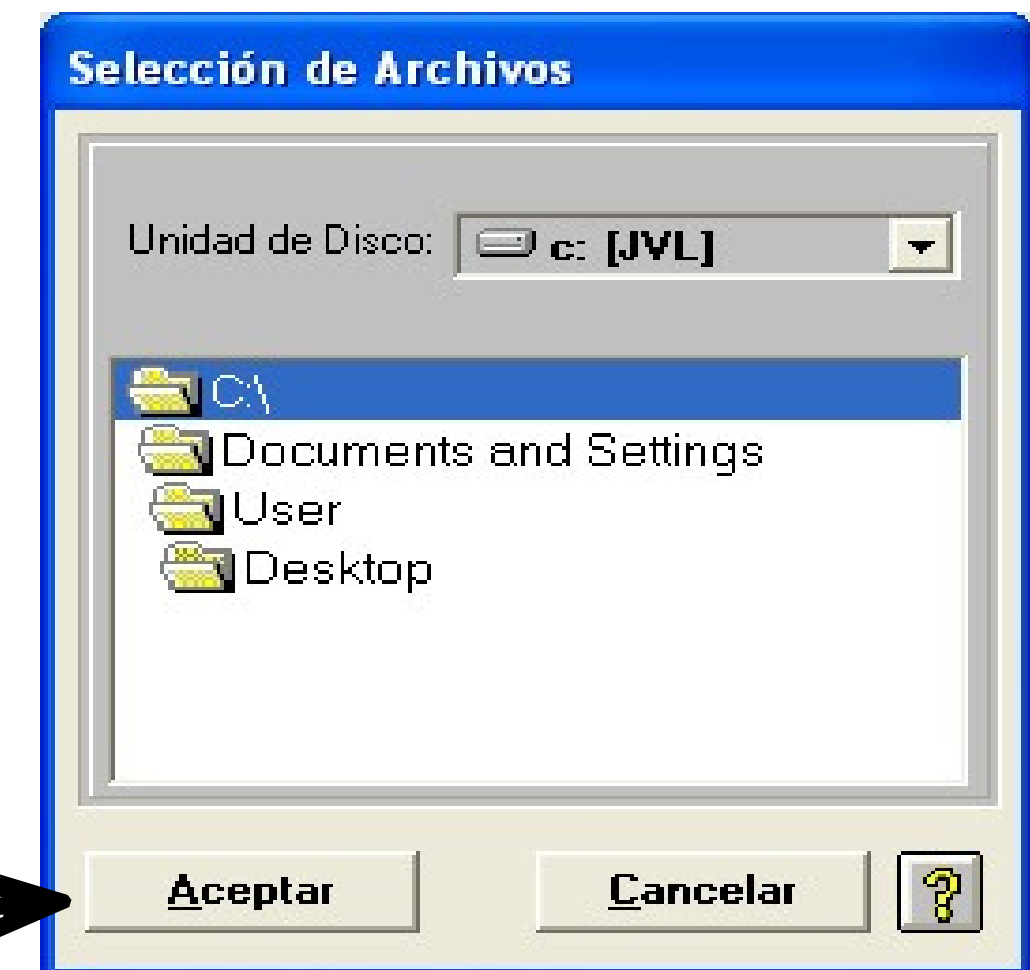 Selección de Archivos
Unidad de Disco: c: [JVL]
C:\
Documents and Settings
User
Desktop
Aceptar Cancelar ?